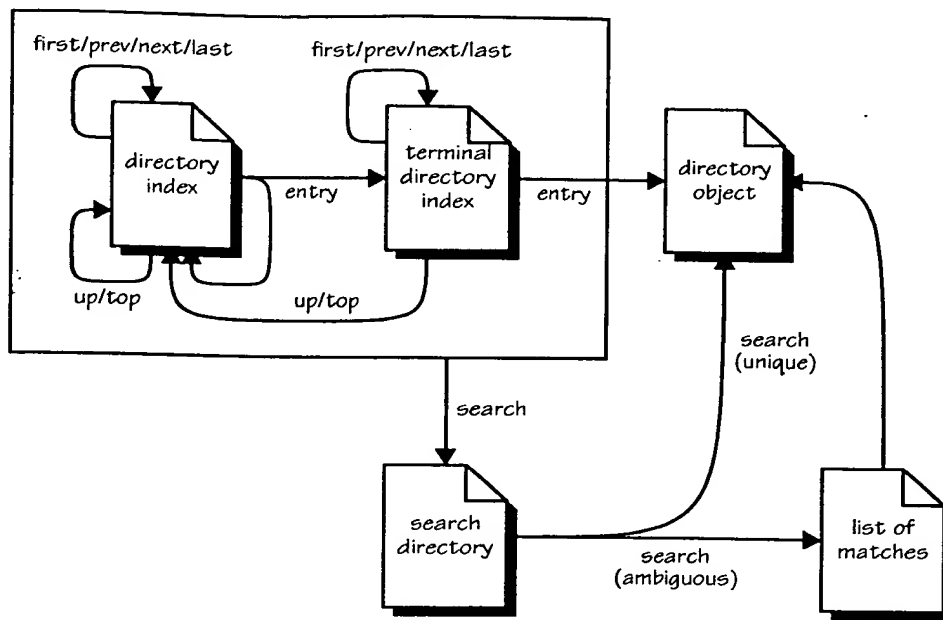 first/prev/next/last
first/prev/next/last
directory
index
entry
terminal
directory
index
entry
directory
object
up/top
up/top
search
(unique)
search
search
directory
search
(ambiguous)
list of
matches